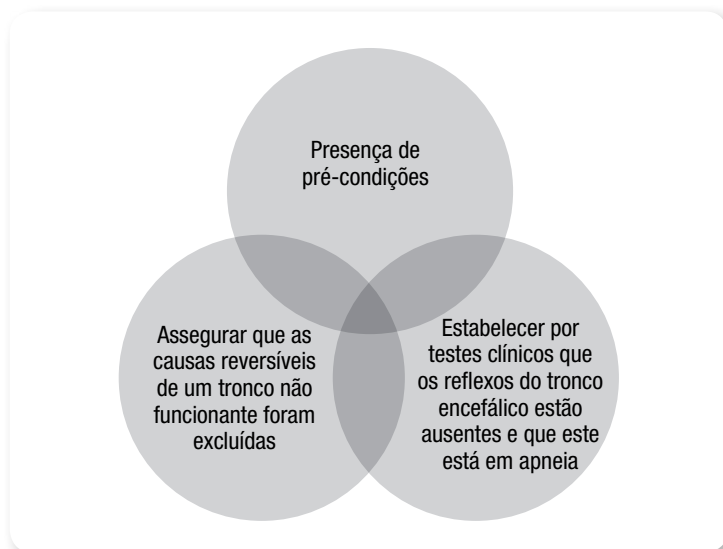 Presença de
pré-condições
Assegurar que as
causas reversíveis
de um tronco não
funcionante foram
excluídas
Estabelecer por
testes clínicos que
os reflexos do tronco
encefálico estão
ausentes e que este
está em apneia